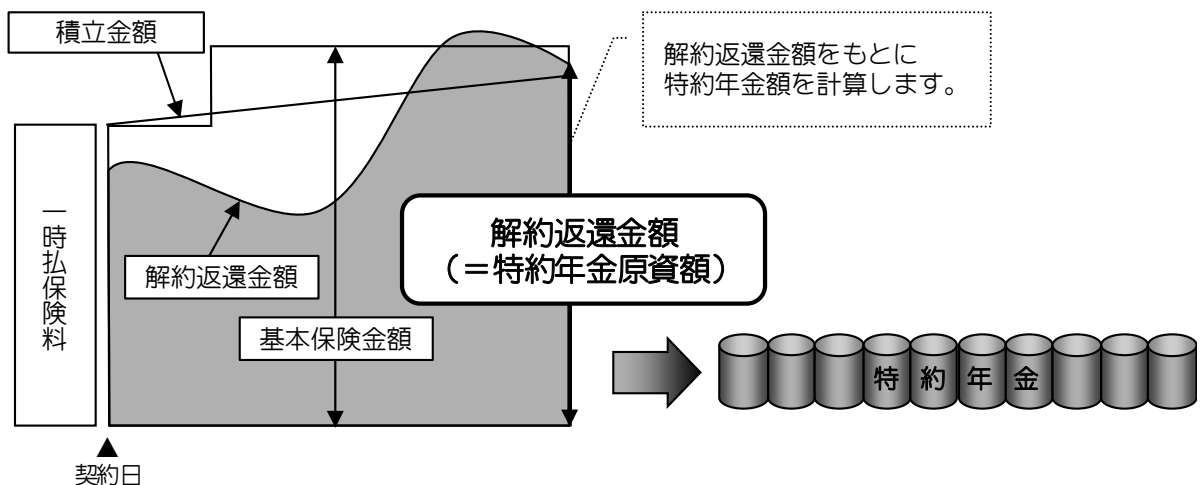 積立金額
解約返還金額をもとに
特約年金額を計算します。
一時払保険料
解約返還金額
(=特約年金原資額)
解約返還金額
基本保険金額
特約年金
▲
契約日